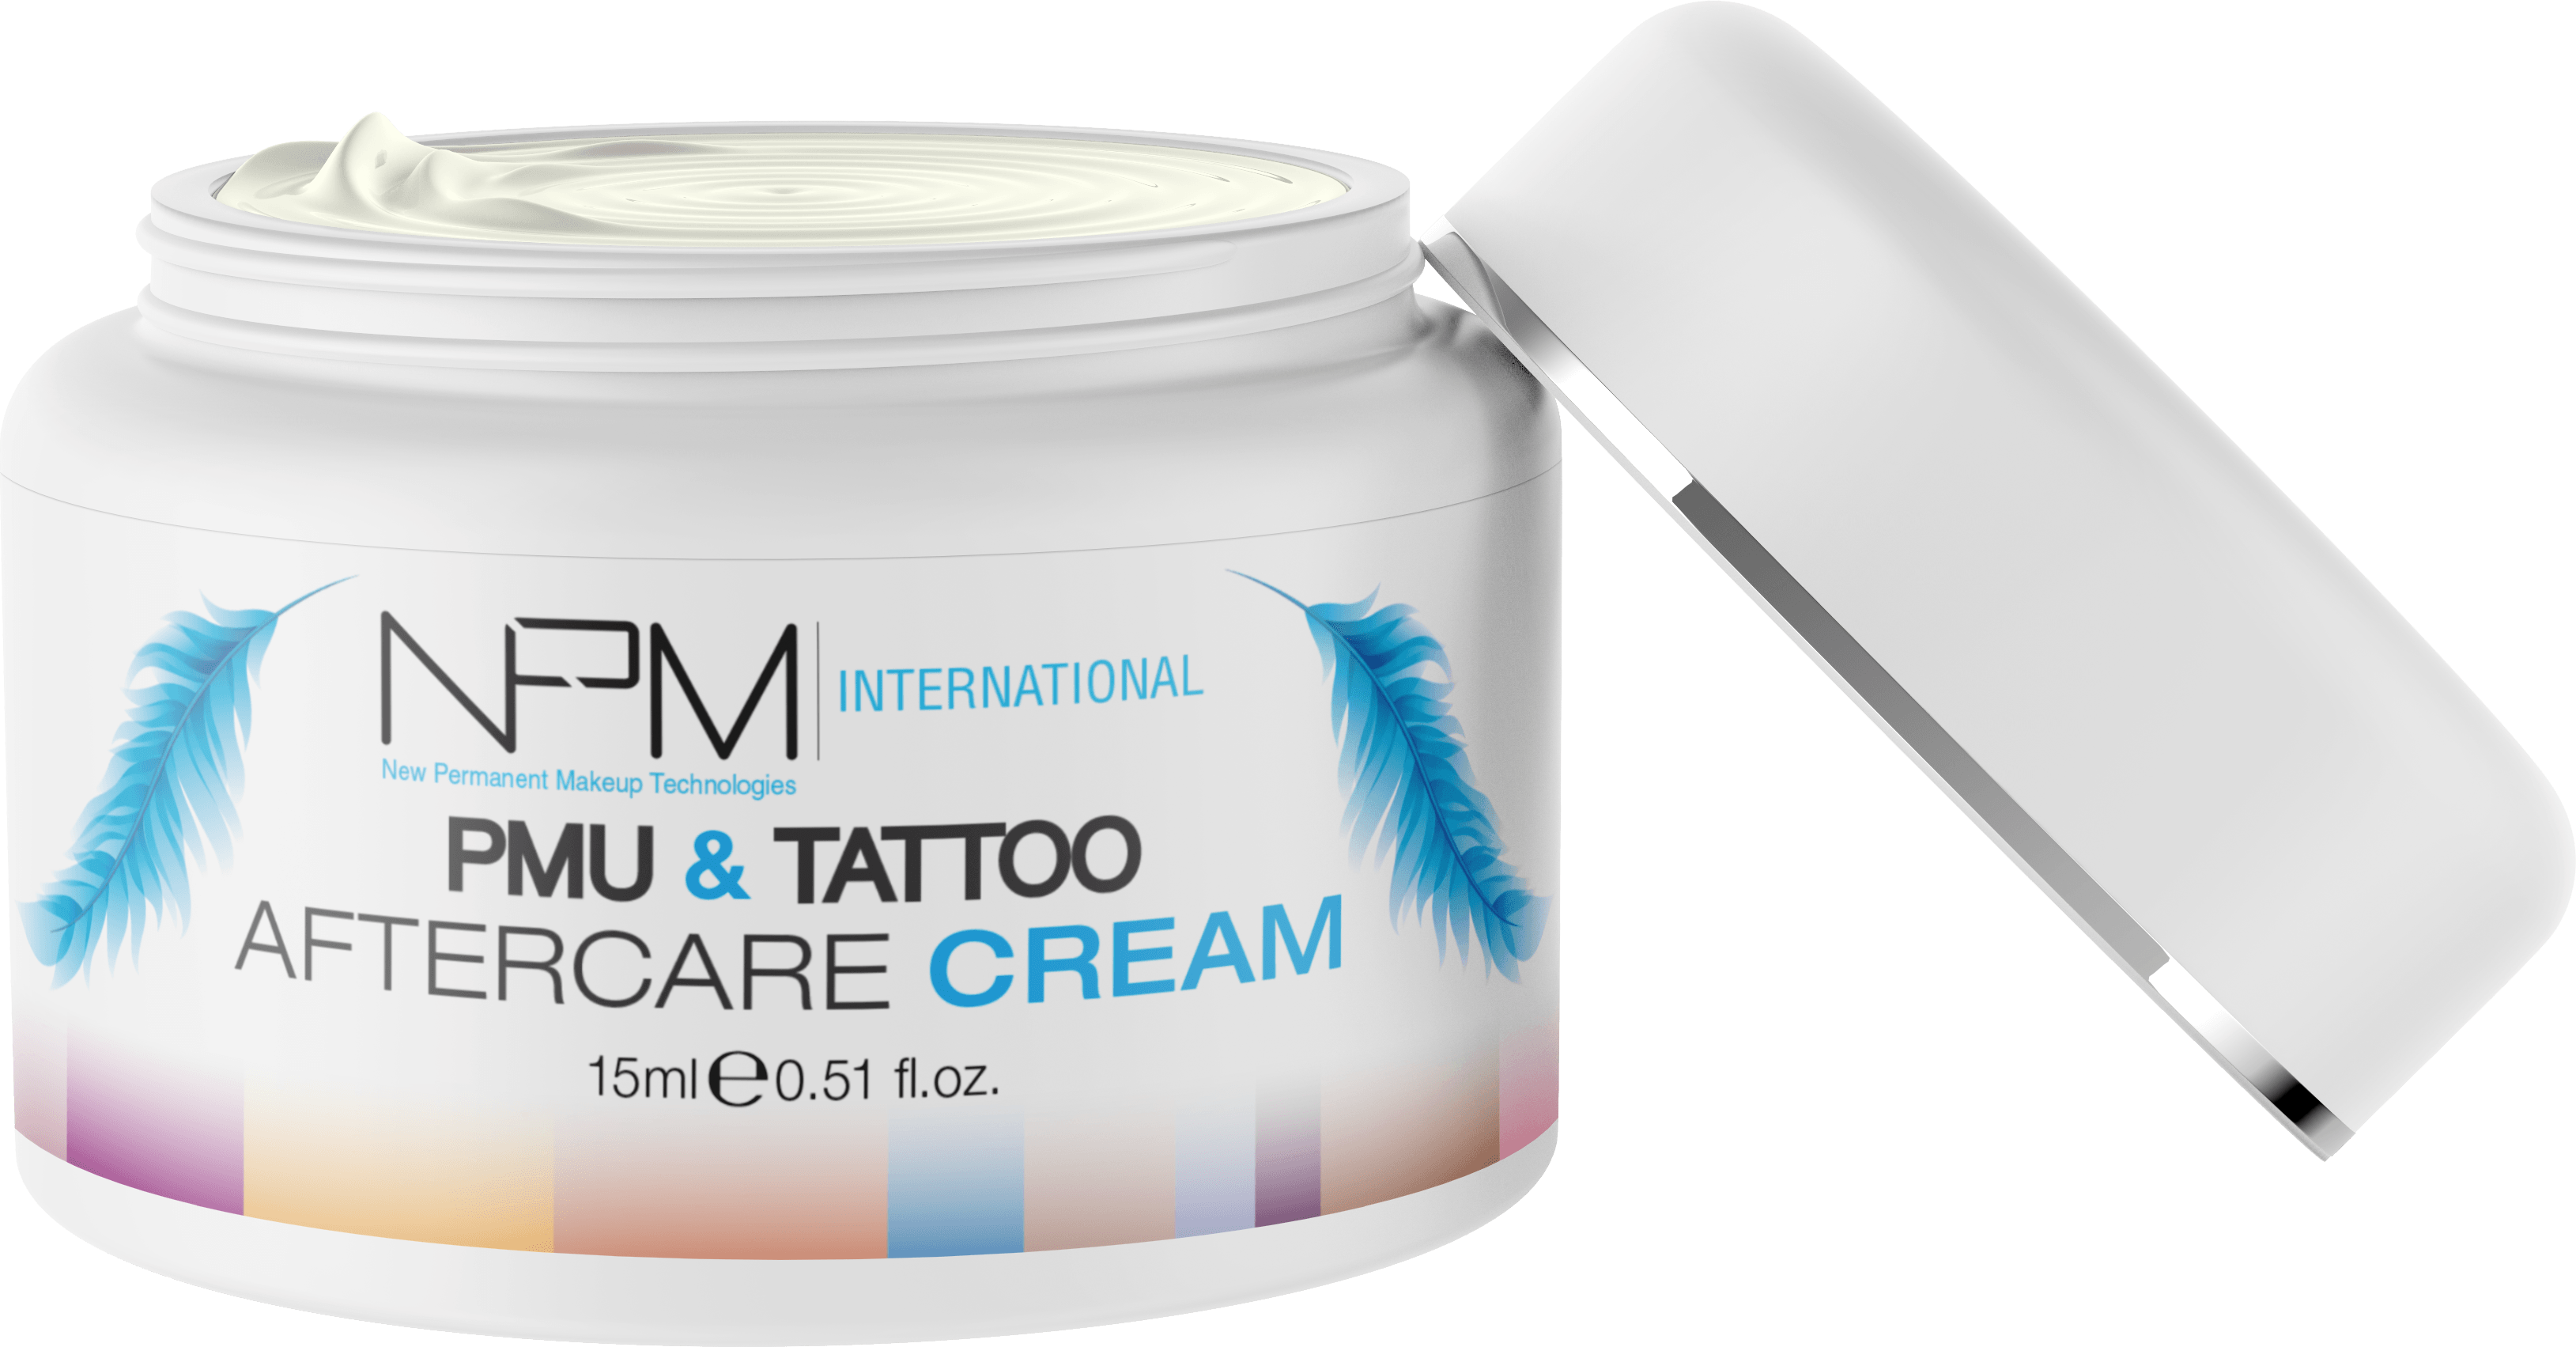 NPM INTERNATIONAL
New Permanent Makeup Technologies
PMU & TATTOO
AFTERCARE CREAM
15ml e 0.51 fl.oz.